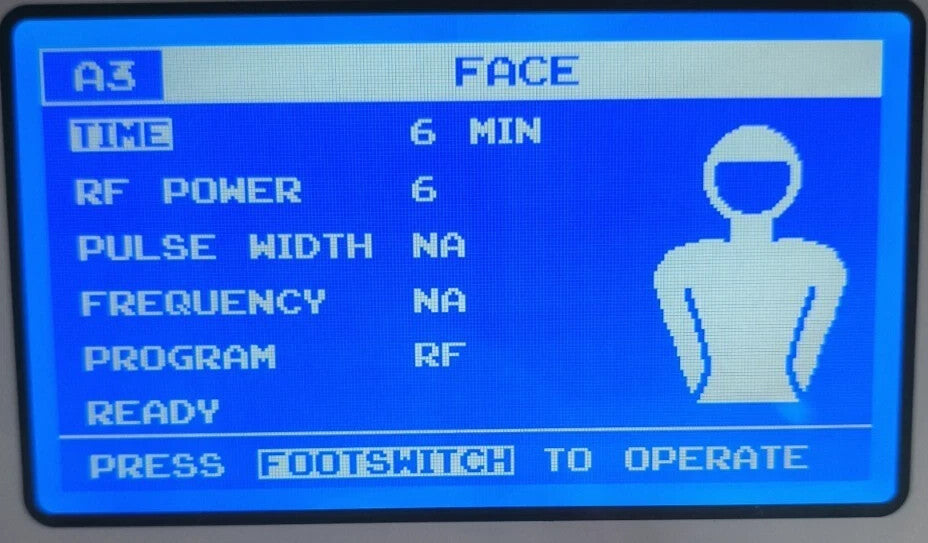 A3 FACE
TIME 6 MIN
RF POWER 6
PULSE WIDTH NA
FREQUENCY NA
PROGRAM RF
READY
PRESS FOOTSWITCH TO OPERATE